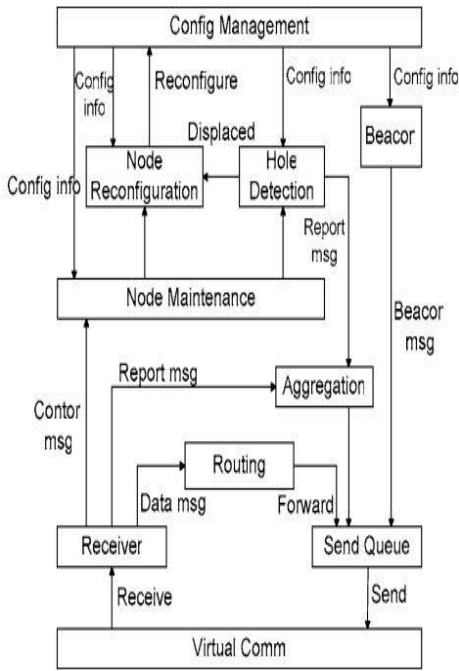 Config Management
Config
info
Reconfigure
Config info
Config info
Displaced
Beacor
Node
Reconfiguration
Hole
Detection
Config info
Report
msg
Node Maintenance
Beacor
msg
Report msg
Aggregation
Contor
msg
Routing
Data msg
Forward
Receiver
Send Queue
Receive
Send
Virtual Comm